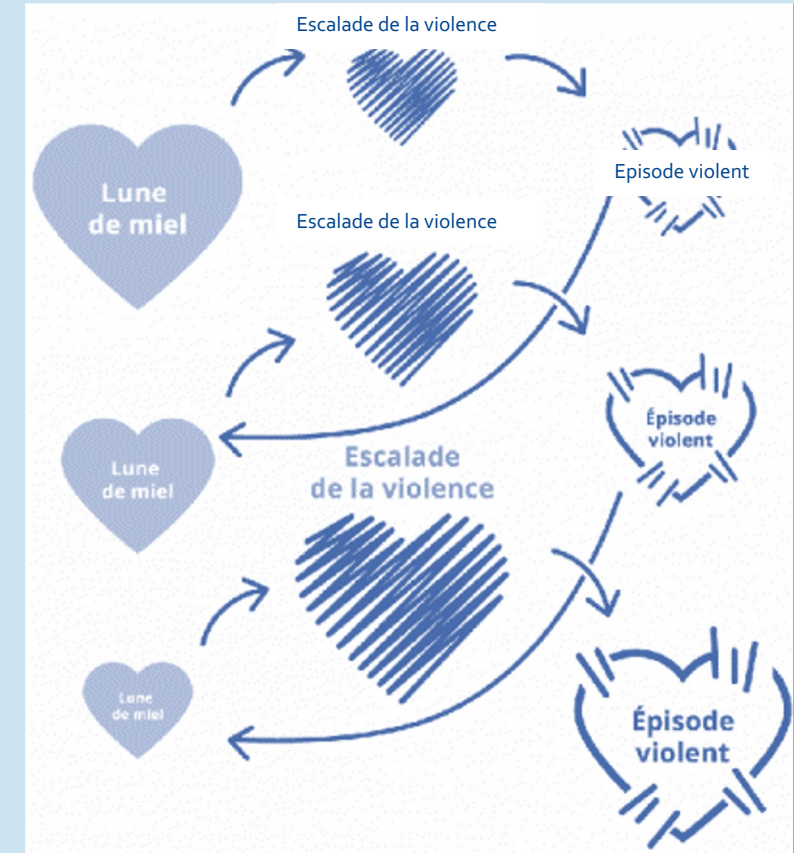 Escalade de la violence
Lune
de miel
Episode violent
Escalade de la violence
Lune
de miel
Épisode
violent
Escalade
de la violence
Lune
de miel
Épisode
violent